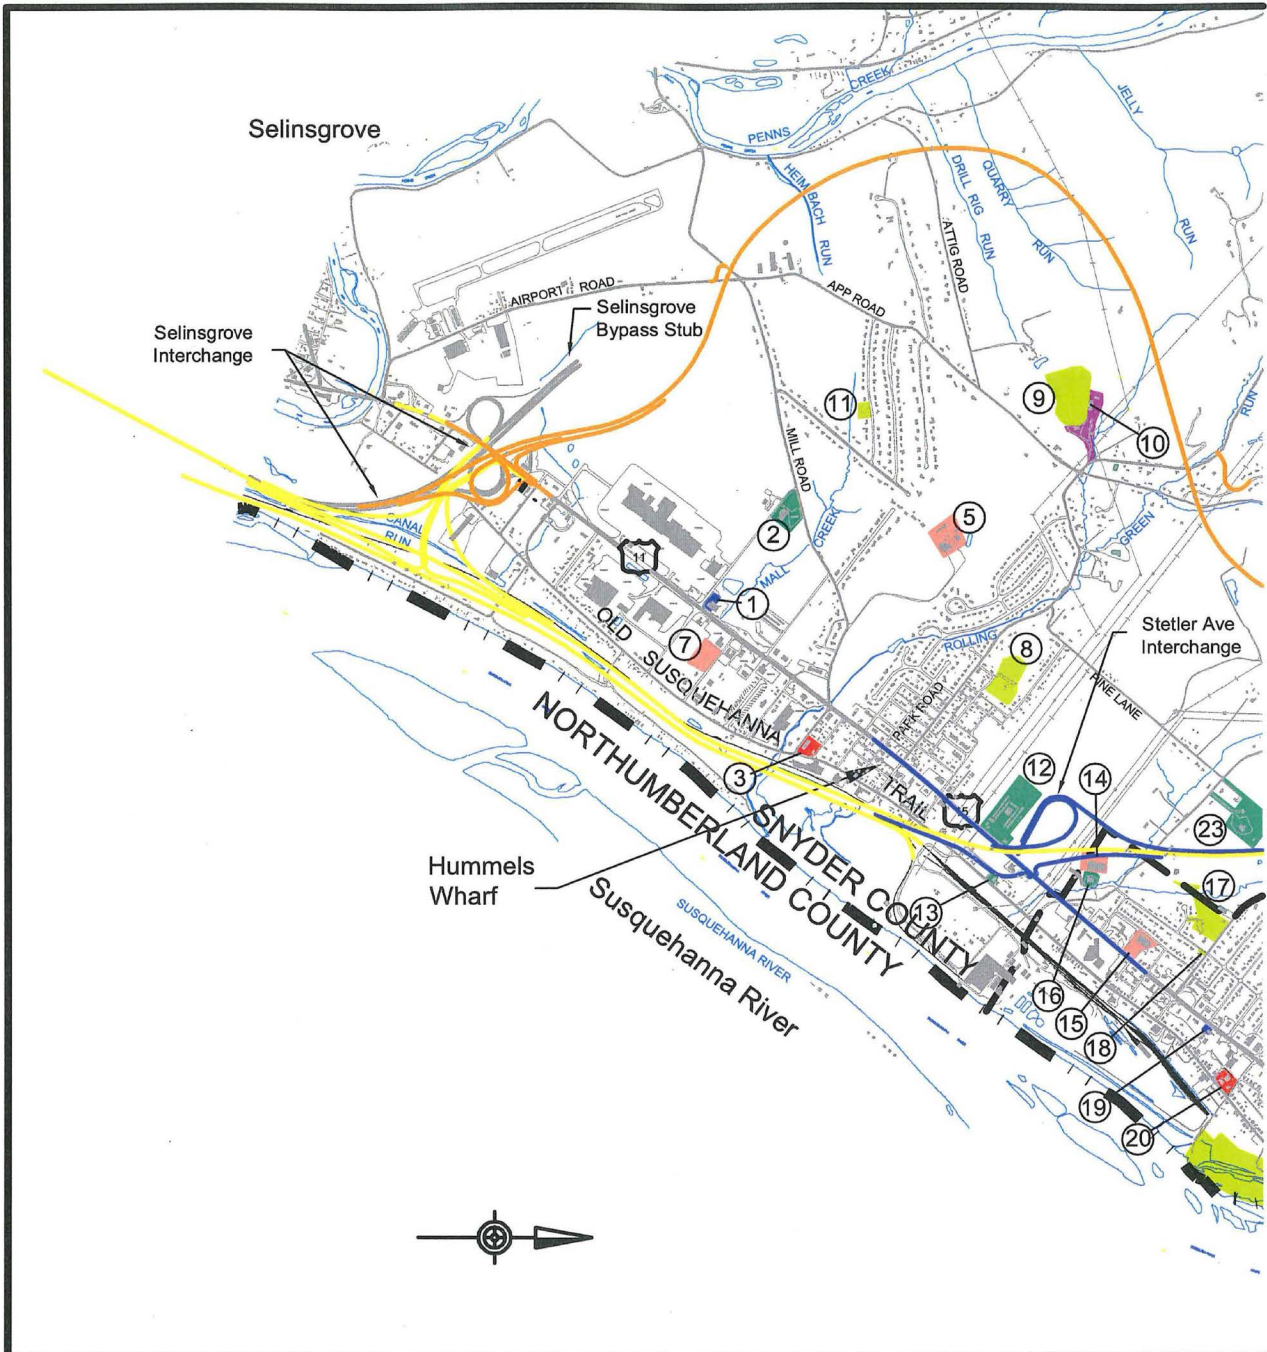 Selinsgrove
CREEK
PENNS
JELLY
RUN
HEIM BACH
RUN
DRILL RIG
RUN
QUARRY
RUN
ATTIG ROAD
APP ROAD
AIRPORT ROAD
Selinsgrove
Bypass Stub
Selinsgrove
Interchange
MILL ROAD
11
9
10
RUN
GREEN
5
2
MALL CREEK
CANAL
RUN
11
1
OLD SUSQUEHANNA
7
ROLLING
8
Stetler Ave
Interchange
PINE LANE
PARK ROAD
3
TRAIL
15
12
14
23
NORTHUMBERLAND COUNTY
SNYDER COUNTY
Hummels
Wharf
Susquehanna River
SUSQUEHANNA RIVER
13
17
16
15
18
19
20